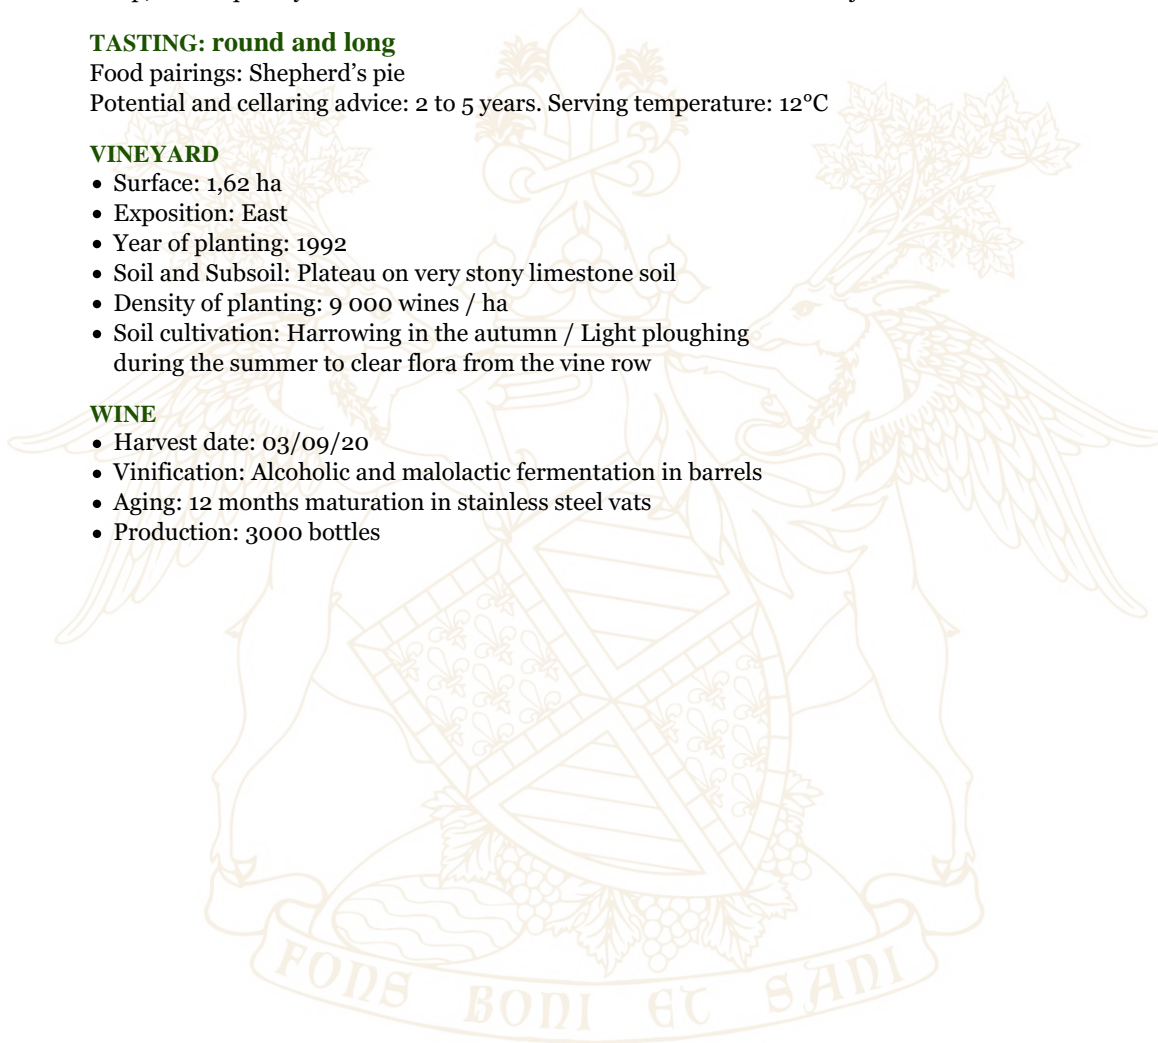 TASTING: round and long
Food pairings: Shepherd’s pie
Potential and cellaring advice: 2 to 5 years. Serving temperature: 12°C
VINEYARD
• Surface: 1,62 ha
• Exposition: East
• Year of planting: 1992
• Soil and Subsoil: Plateau on very stony limestone soil
• Density of planting: 9 000 wines / ha
• Soil cultivation: Harrowing in the autumn / Light ploughing
during the summer to clear flora from the vine row
WINE
• Harvest date: 03/09/20
• Vinification: Alcoholic and malolactic fermentation in barrels
• Aging: 12 months maturation in stainless steel vats
• Production: 3000 bottles
FONS BONI ET SANI